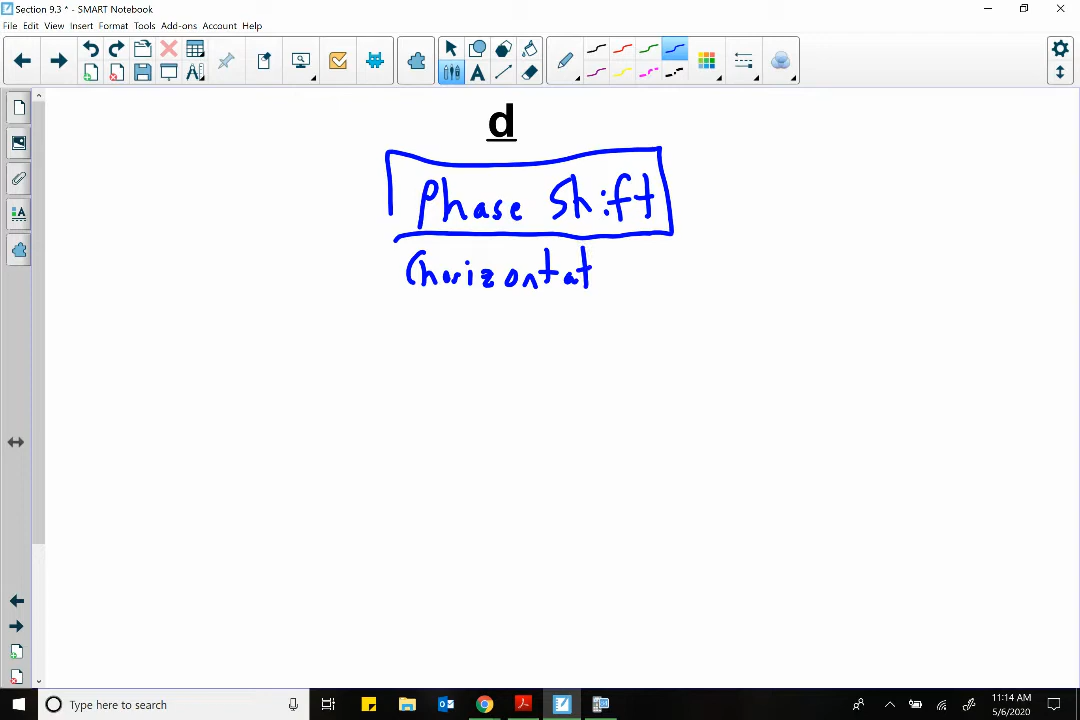 Section 9.3 * - SMART Notebook
File Edit View Insert Format Tools Add-ons Account Help
d
Phase Shift
(horizontat
Type here to search
11:14 AM
5/6/2020